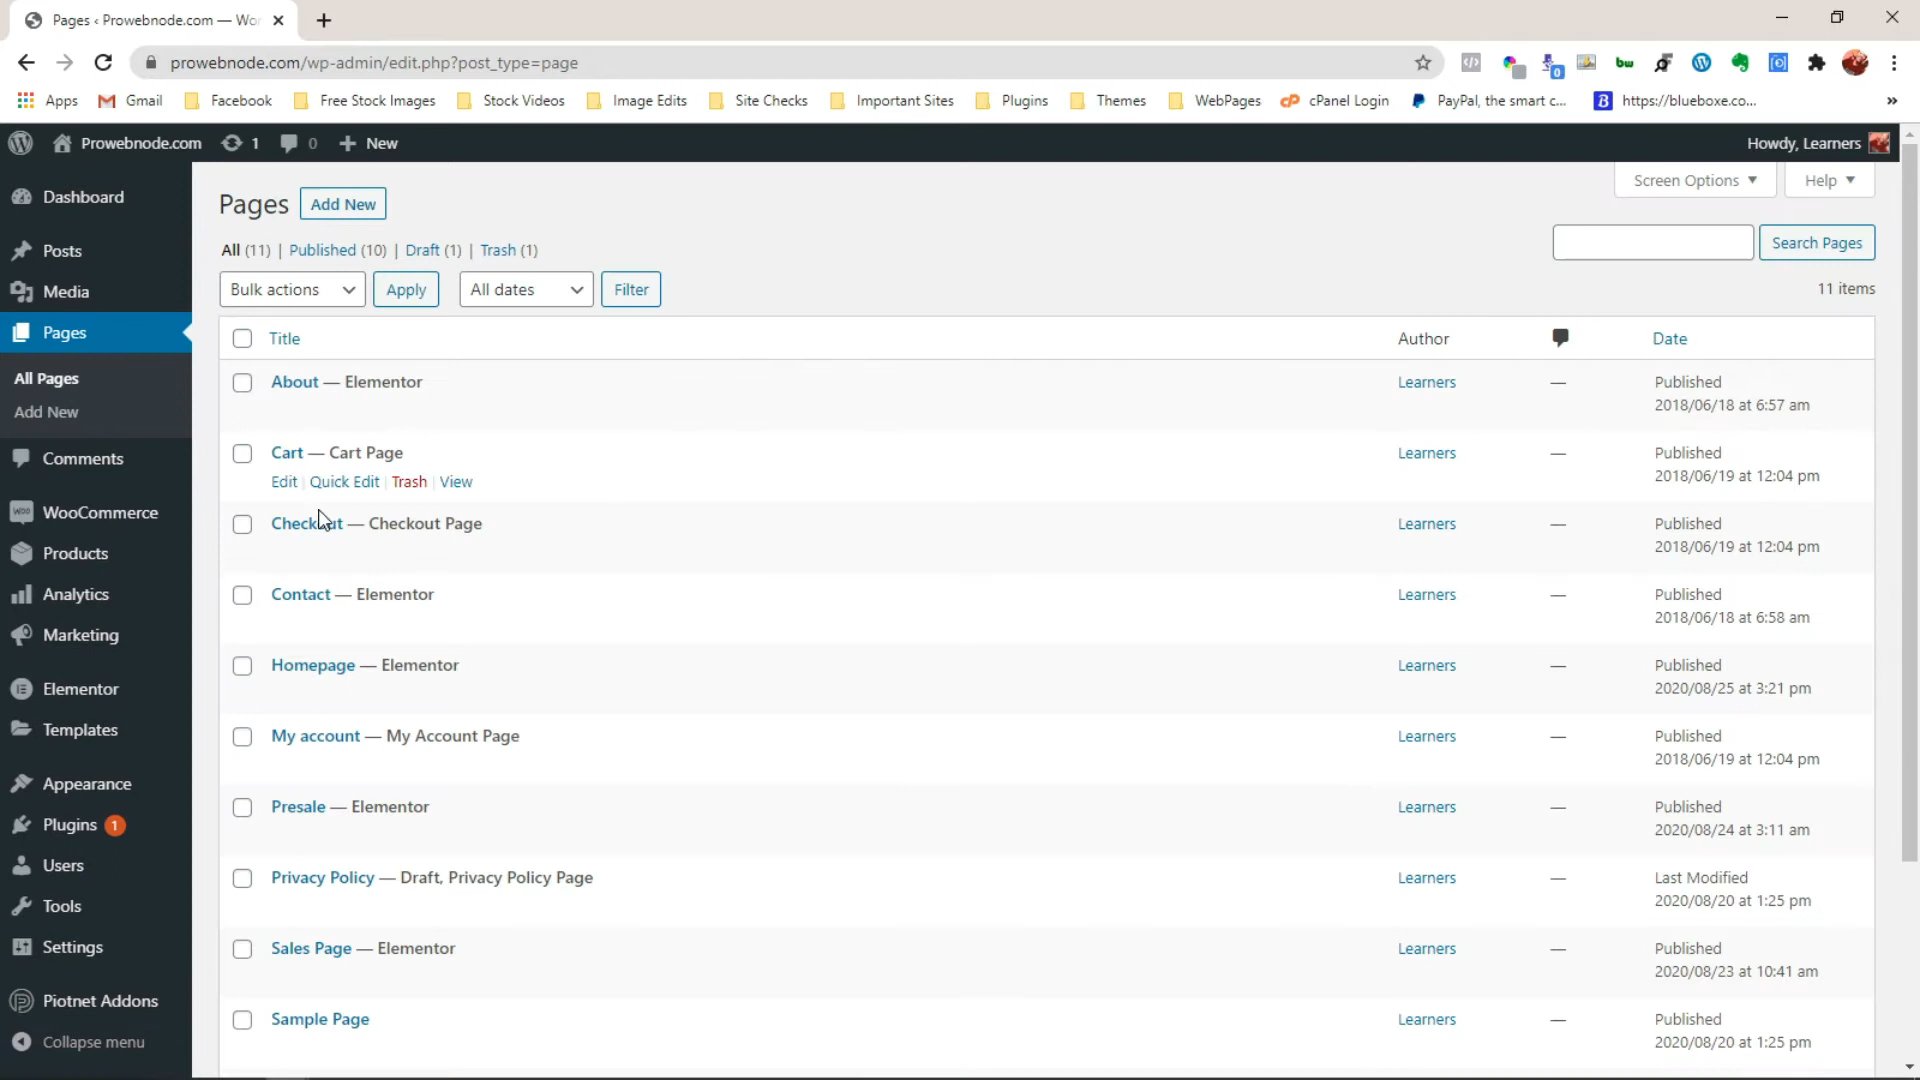 Pages ‹ Prowebnode.com — Wor
prowebnode.com/wp-admin/edit.php?post_type=page
0
bw
Apps
Gmail
Facebook
Free Stock Images
Stock Videos
Image Edits
Site Checks
Important Sites
Plugins
Themes
WebPages
cPanel Login
PayPal, the smart c...
https://blueboxe.co...
»
Prowebnode.com 1 0 + New
Howdy, Learners
Dashboard
Posts
Media
Pages
All Pages
Add New
Comments
WooCommerce
Products
Analytics
Marketing
Elementor
Templates
Appearance
Plugins 1
Users
Tools
Settings
Piotnet Addons
Collapse menu
Screen Options ▼
Help ▼
Pages Add New
All (11) | Published (10) | Draft (1) | Trash (1)
Search Pages
Bulk actions Apply All dates Filter
11 items
Title Author Date
About — Elementor Learners — Published
2018/06/18 at 6:57 am
Cart — Cart Page Learners — Published
Edit | Quick Edit | Trash | View 2018/06/19 at 12:04 pm
Checkout — Checkout Page Learners — Published
2018/06/19 at 12:04 pm
Contact — Elementor Learners — Published
2018/06/18 at 6:58 am
Homepage — Elementor Learners — Published
2020/08/25 at 3:21 pm
My account — My Account Page Learners — Published
2018/06/19 at 12:04 pm
Presale — Elementor Learners — Published
2020/08/24 at 3:11 am
Privacy Policy — Draft, Privacy Policy Page Learners — Last Modified
2020/08/20 at 1:25 pm
Sales Page — Elementor Learners — Published
2020/08/23 at 10:41 am
Sample Page Learners — Published
2020/08/20 at 1:25 pm